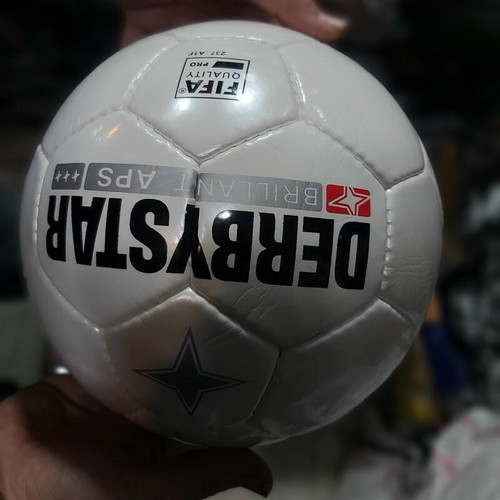 DERBYSTAR
BRILLANT APS
FIFA®
QUALITY
PRO